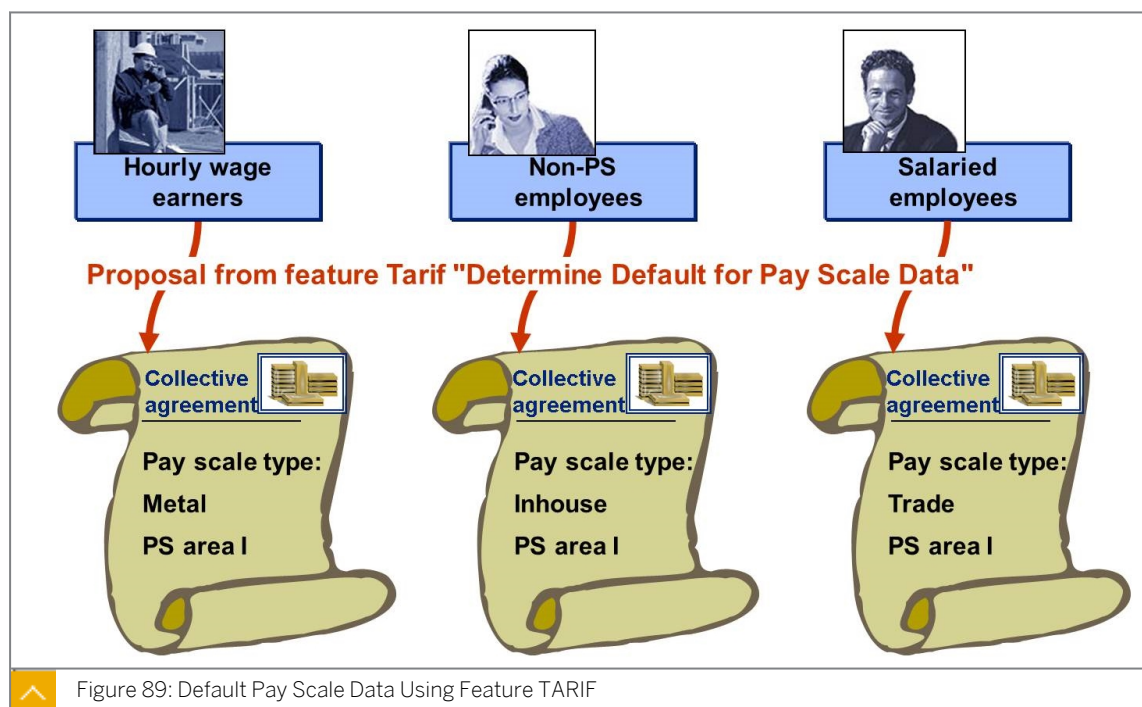 Hourly wage
earners
Non-PS
employees
Salaried
employees
Proposal from feature Tarif "Determine Default for Pay Scale Data"
Collective
agreement
Pay scale type:
Metal
PS area I
Collective
agreement
Pay scale type:
Inhouse
PS area I
Collective
agreement
Pay scale type:
Trade
PS area I
Figure 89: Default Pay Scale Data Using Feature TARIF